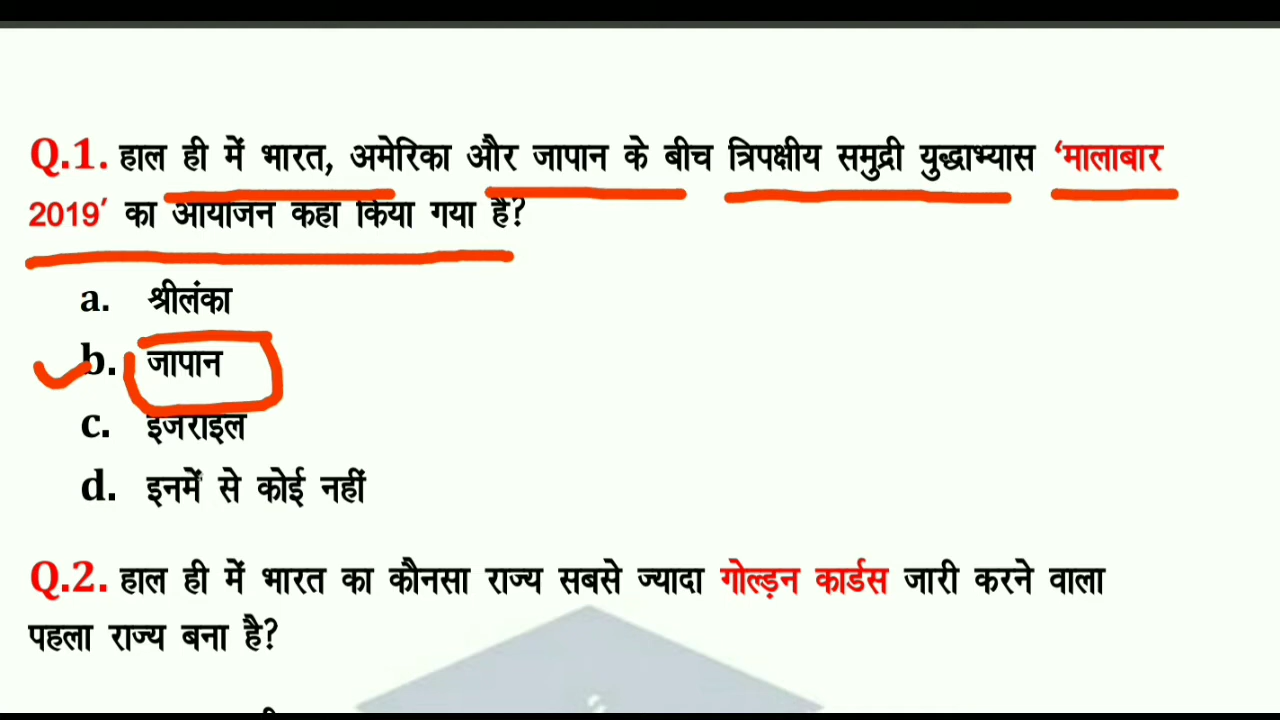 Q.1. हाल ही में भारत, अमेरिका और जापान के बीच त्रिपक्षीय समुद्री युद्धाभ्यास ‘मालाबार
2019’ का आयोजन कहां किया गया है?
a. श्रीलंका
b. जापान
c. इजराइल
d. इनमें से कोई नहीं
Q.2. हाल ही में भारत का कौनसा राज्य सबसे ज्यादा गोल्ड़न कार्डस जारी करने वाला
पहला राज्य बना है?